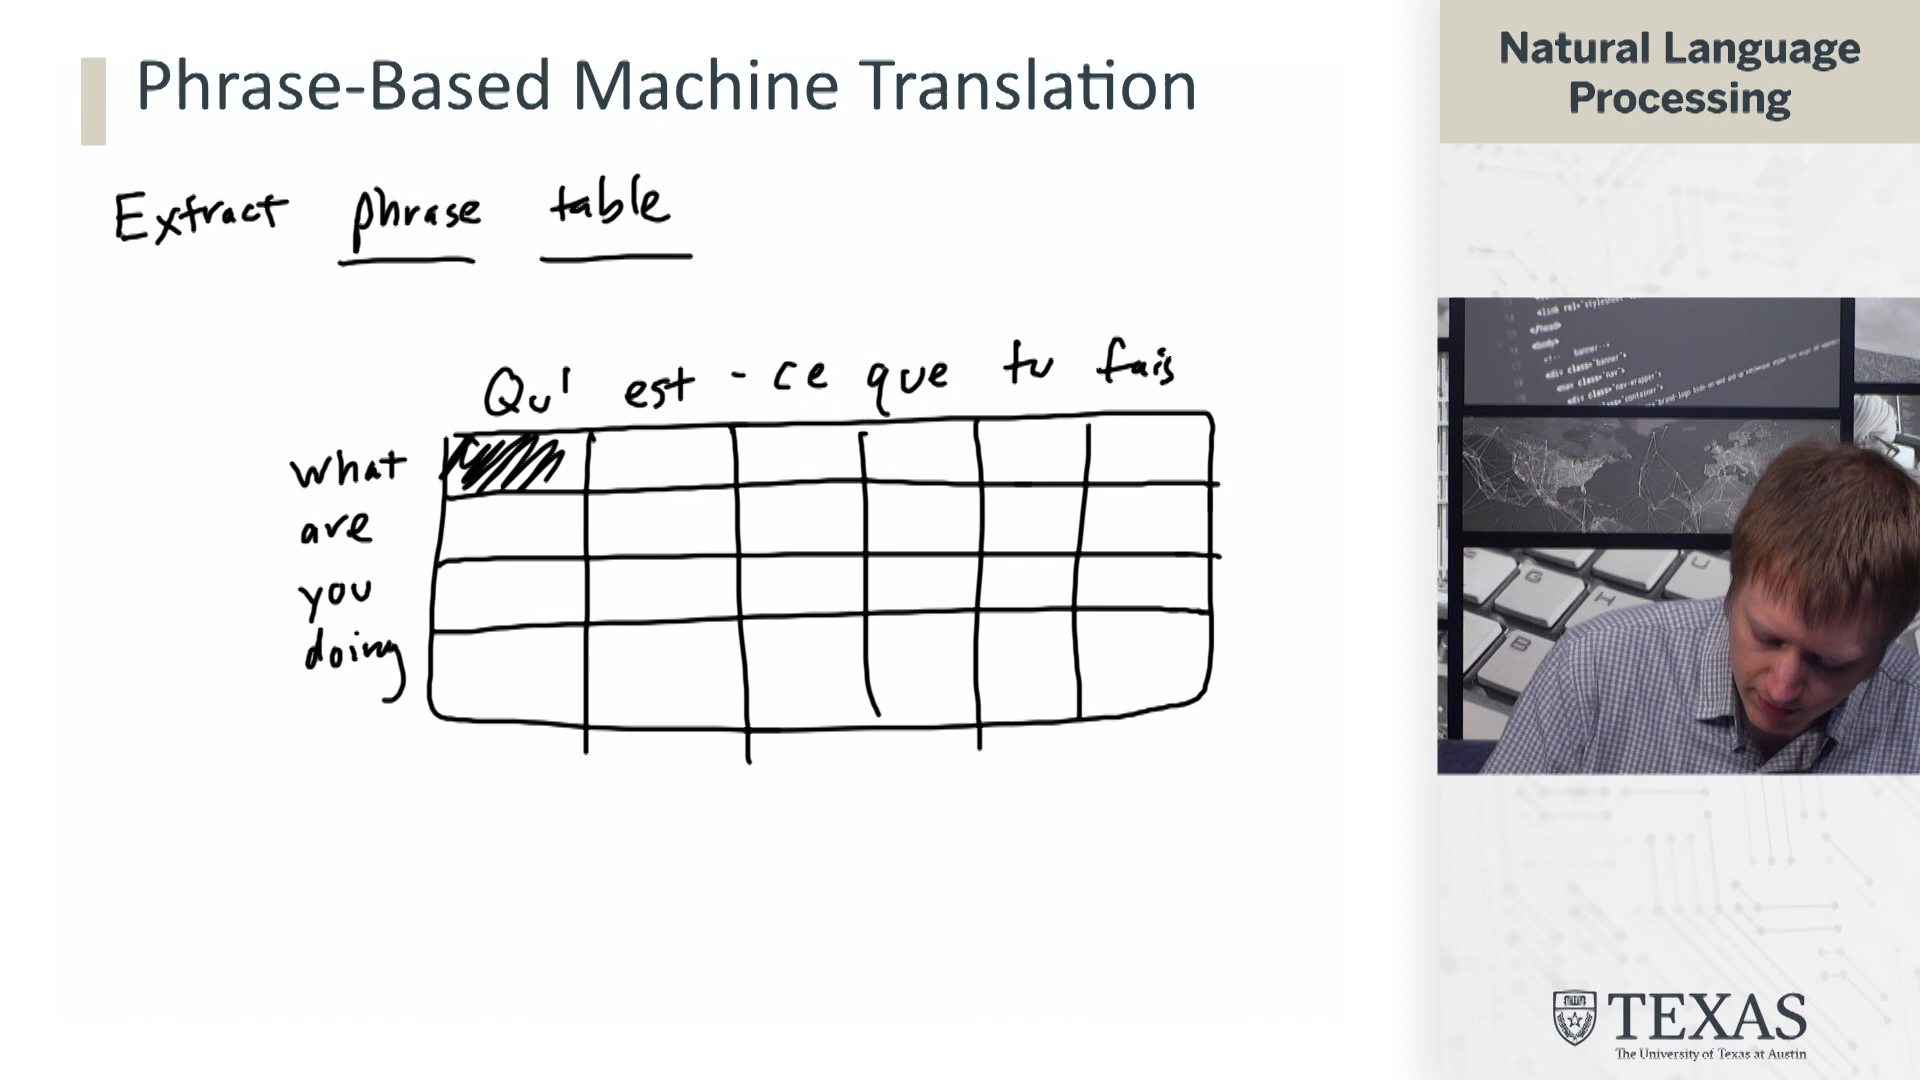 Phrase-Based Machine Translation
Extract phrase table
Qu' est - ce que tu fais
what
are
you
doing
Natural Language
Processing
TEXAS
The University of Texas at Austin